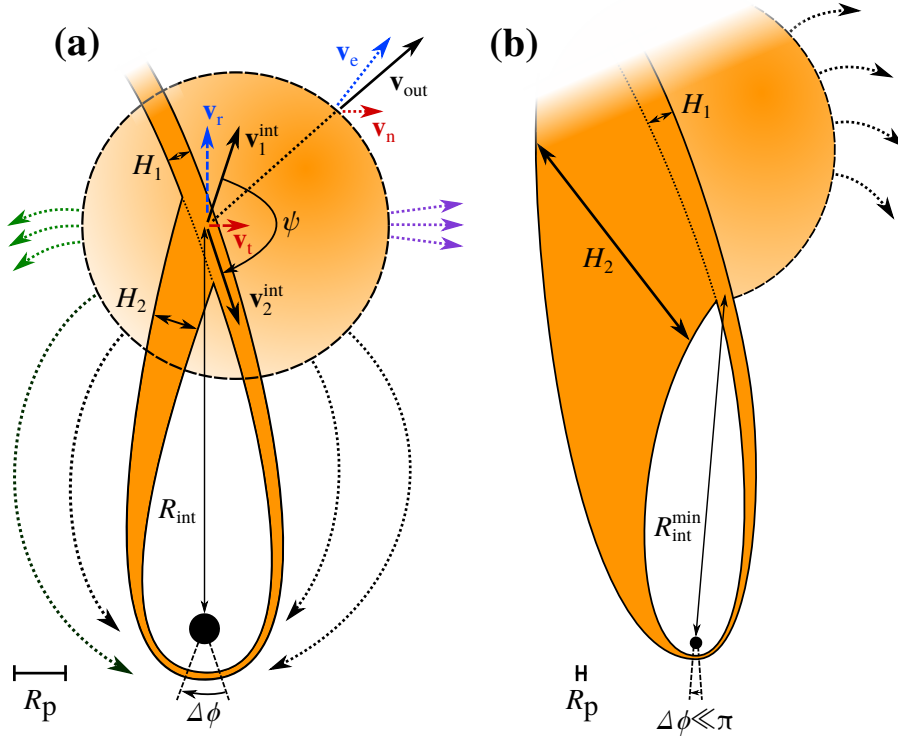 (a)
v_e
v_out
v_r
v_1^int
v_n
H_1
ψ
v_t
H_2
v_2^int
R_int
R_p
Δϕ
(b)
H_1
H_2
R_int^min
R_p
Δϕ≪π